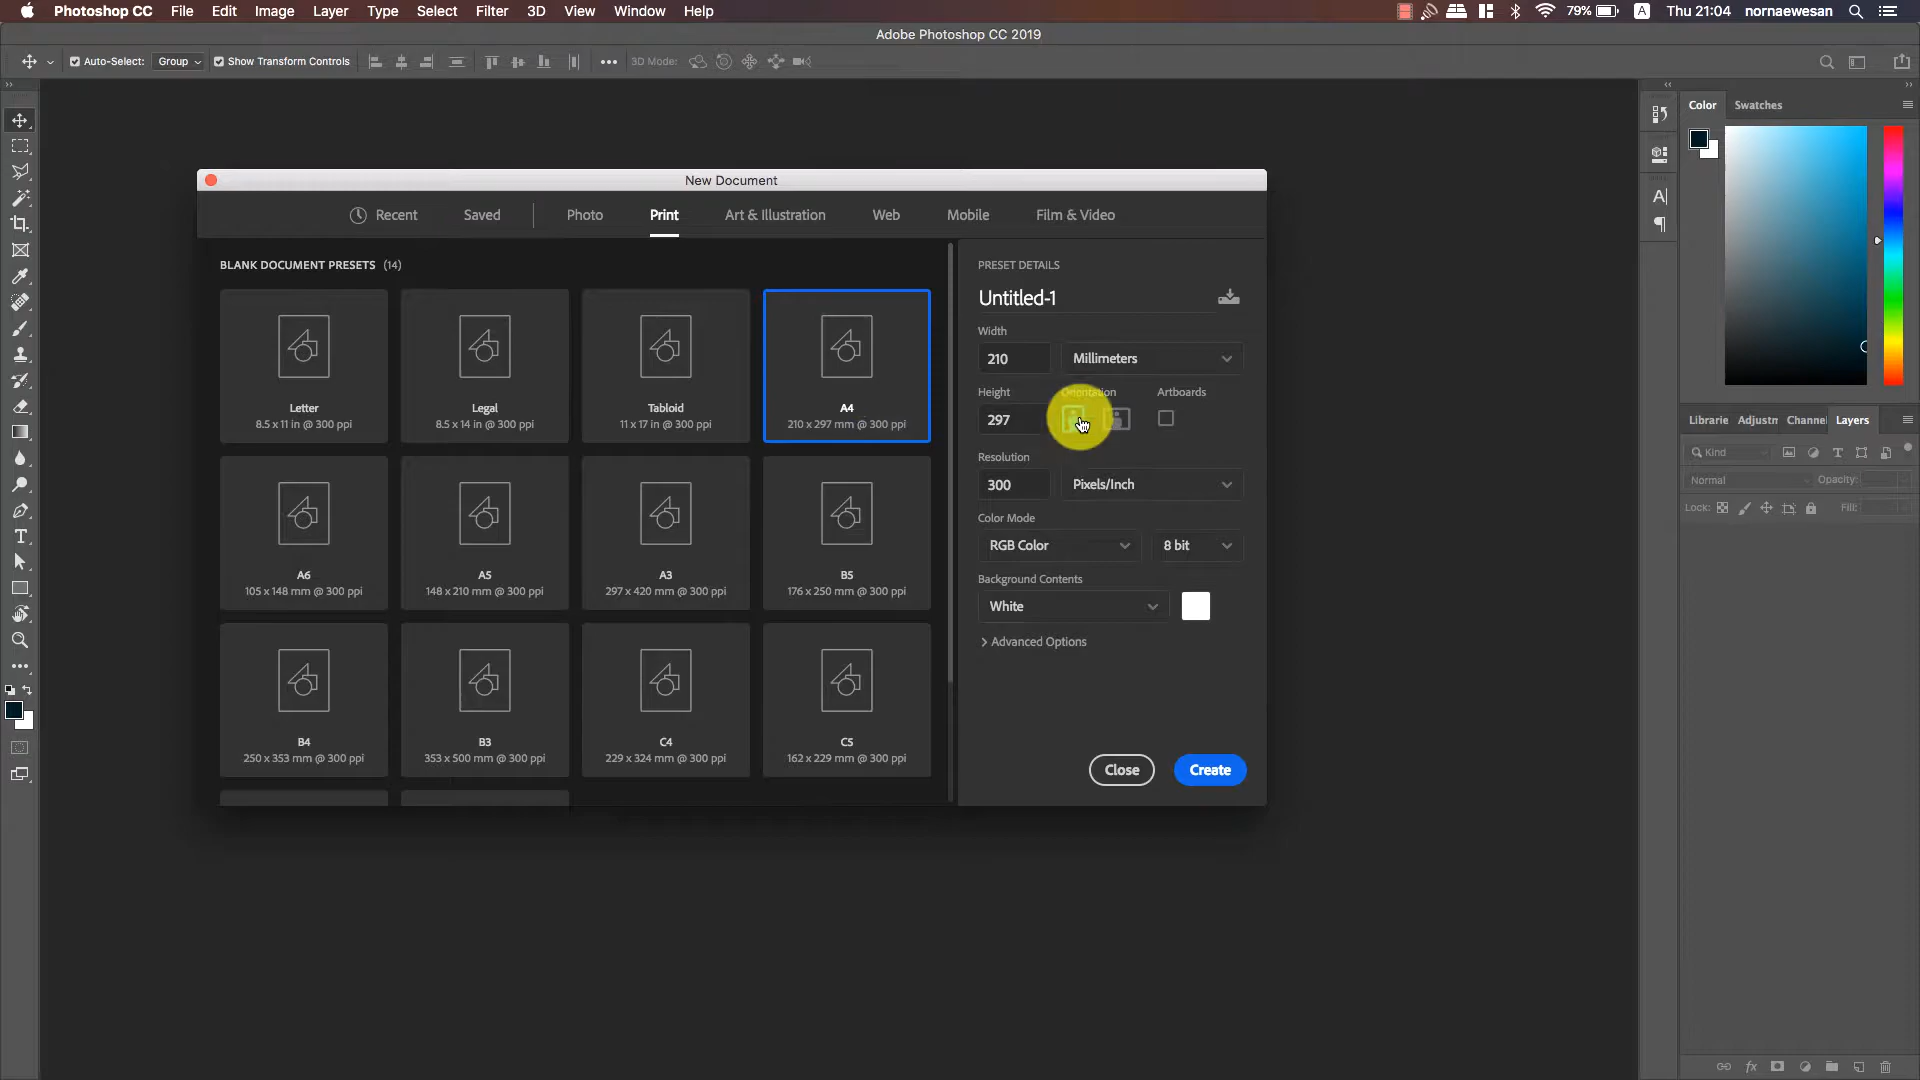 Photoshop CC File Edit Image Layer Type Select Filter 3D View Window Help 79% A Thu 21:04 nornaewesan
Adobe Photoshop CC 2019
Auto-Select: Group Show Transform Controls 3D Mode:
Color Swatches
New Document
Recent Saved Photo Print Art & Illustration Web Mobile Film & Video
BLANK DOCUMENT PRESETS (14)
Letter
8.5 x 11 in @ 300 ppi
Legal
8.5 x 14 in @ 300 ppi
Tabloid
11 x 17 in @ 300 ppi
A4
210 x 297 mm @ 300 ppi
A6
105 x 148 mm @ 300 ppi
A5
148 x 210 mm @ 300 ppi
A3
297 x 420 mm @ 300 ppi
B5
176 x 250 mm @ 300 ppi
B4
250 x 353 mm @ 300 ppi
B3
353 x 500 mm @ 300 ppi
C4
229 x 324 mm @ 300 ppi
C5
162 x 229 mm @ 300 ppi
PRESET DETAILS
Untitled-1
Width
210 Millimeters
Height Orientation Artboards
297
Resolution
300 Pixels/Inch
Color Mode
RGB Color 8 bit
Background Contents
White
Advanced Options
Close Create
Librarie Adjustm Channel Layers
Kind
Normal Opacity:
Lock: Fill: